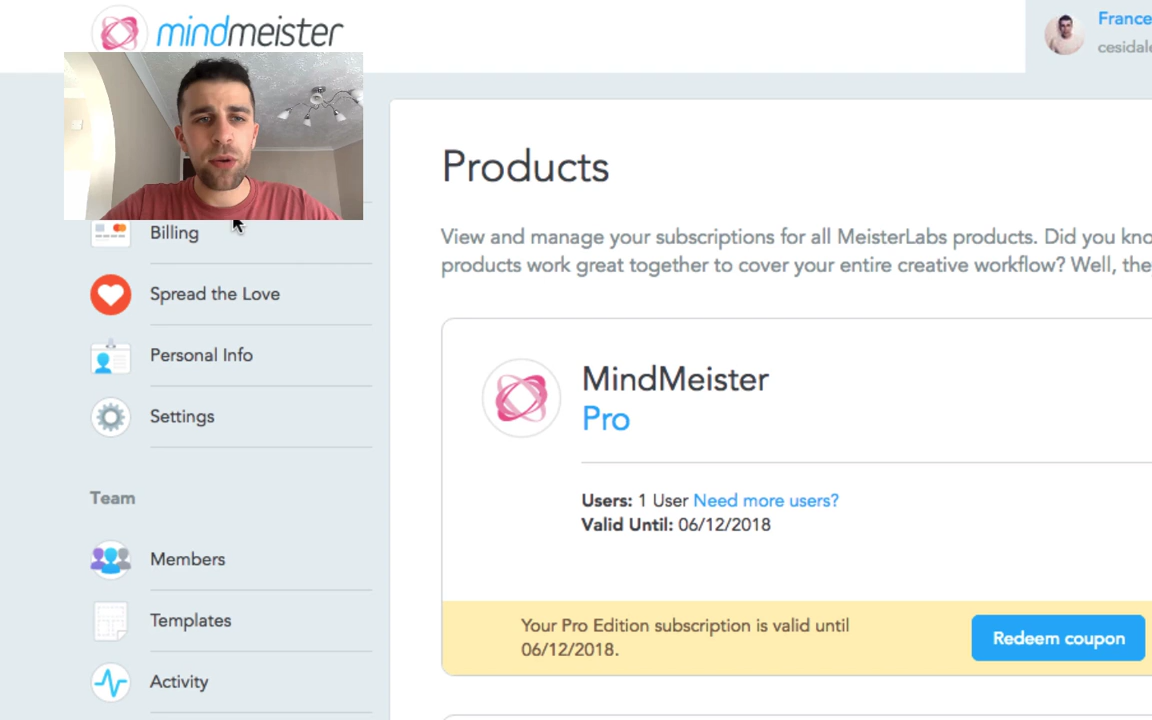 mindmeister
France
cesidale
Products
View and manage your subscriptions for all MeisterLabs products. Did you kno
products work great together to cover your entire creative workflow? Well, the
Billing
Spread the Love
Personal Info
Settings
Team
Members
Templates
Activity
MindMeister
Pro
Users: 1 User Need more users?
Valid Until: 06/12/2018
Your Pro Edition subscription is valid until
06/12/2018.
Redeem coupon